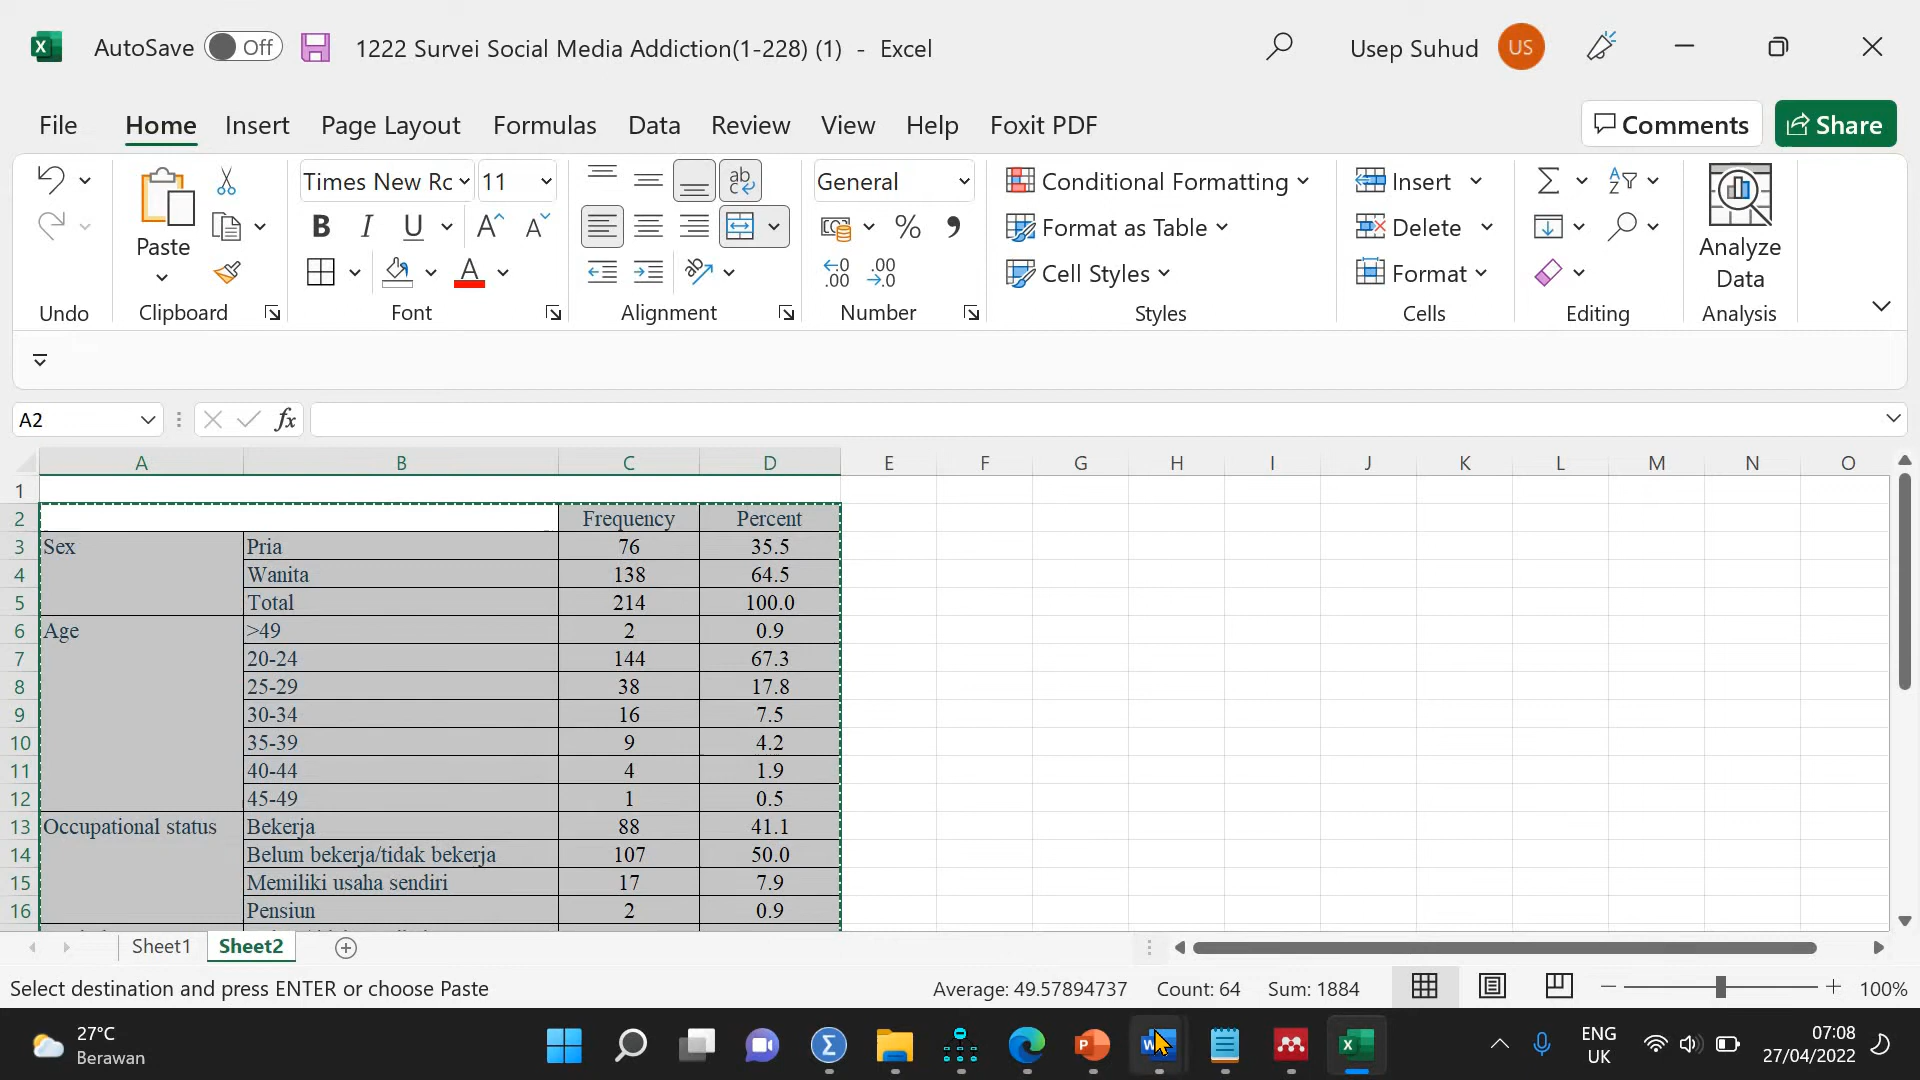 AutoSave Off 1222 Survei Social Media Addiction(1-228) (1) - Excel Usep Suhud US
File Home Insert Page Layout Formulas Data Review View Help Foxit PDF Comments Share
Times New Rc 11 General Conditional Formatting Insert
Paste B I U Format as Table Delete Analyze Data
Cell Styles Format
Undo Clipboard Font Alignment Number Styles Cells Editing Analysis
A2 fx
A B C D E F G H I J K L M N O
1
2 Frequency Percent
3 Sex Pria 76 35.5
4 Wanita 138 64.5
5 Total 214 100.0
6 Age >49 2 0.9
7 20-24 144 67.3
8 25-29 38 17.8
9 30-34 16 7.5
10 35-39 9 4.2
11 40-44 4 1.9
12 45-49 1 0.5
13 Occupational status Bekerja 88 41.1
14 Belum bekerja/tidak bekerja 107 50.0
15 Memiliki usaha sendiri 17 7.9
16 Pensiun 2 0.9
Sheet1 Sheet2
Select destination and press ENTER or choose Paste Average: 49.57894737 Count: 64 Sum: 1884 100%
27°C ENG 07:08
Berawan UK 27/04/2022